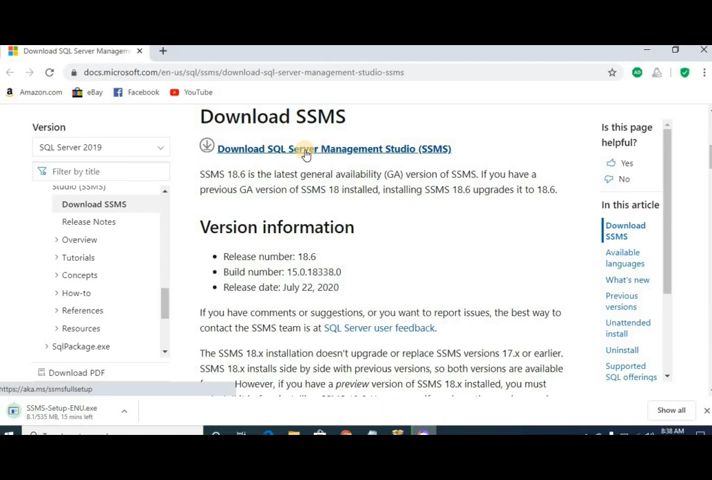 Download SQL Server Managemen
docs.microsoft.com/en-us/sql/ssms/download-sql-server-management-studio-ssms
Amazon.com eBay Facebook YouTube
Version
SQL Server 2019
Filter by title
Studio (SSMS)
Download SSMS
Release Notes
Overview
Tutorials
Concepts
How-to
References
Resources
SqlPackage.exe
Download PDF
Download SSMS
Download SQL Server Management Studio (SSMS)
SSMS 18.6 is the latest general availability (GA) version of SSMS. If you have a
previous GA version of SSMS 18 installed, installing SSMS 18.6 upgrades it to 18.6.
Version information
Release number: 18.6
Build number: 15.0.18338.0
Release date: July 22, 2020
If you have comments or suggestions, or you want to report issues, the best way to
contact the SSMS team is at SQL Server user feedback.
The SSMS 18.x installation doesn't upgrade or replace SSMS versions 17.x or earlier.
SSMS 18.x installs side by side with previous versions, so both versions are available
However, if you have a preview version of SSMS 18.x installed, you must
Is this page
helpful?
Yes
No
In this article
Download
SSMS
Available
languages
What's new
Previous
versions
Unattended
install
Uninstall
Supported
SQL offerings
https://aka.ms/ssmsfullsetup
SSMS-Setup-ENU.exe
8.1/535 MB, 15 mins left
Show all
8:38 AM